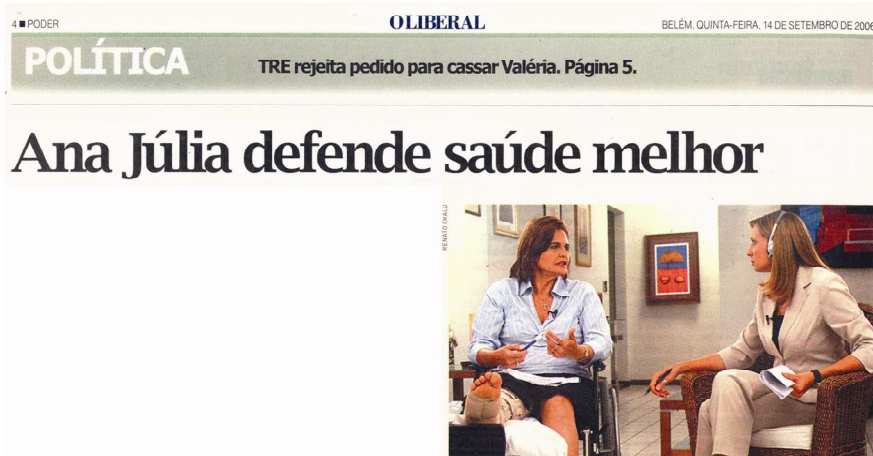 4 ■ PODER
O LIBERAL
BELÉM, QUINTA-FEIRA, 14 DE SETEMBRO DE 2006
POLÍTICA
TRE rejeita pedido para cassar Valéria. Página 5.
Ana Júlia defende saúde melhor
RENATO CHALU